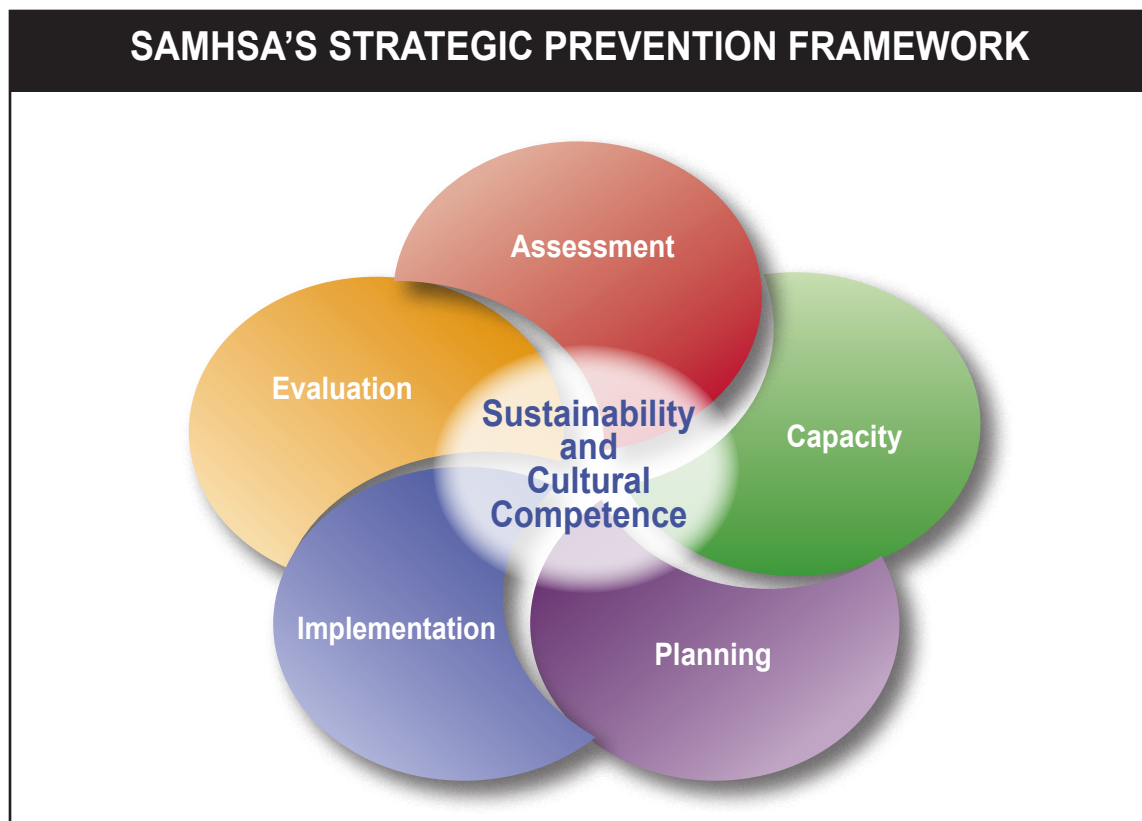 SAMHSA'S STRATEGIC PREVENTION FRAMEWORK
Assessment
Evaluation
Capacity
Sustainability
and
Cultural
Competence
Implementation
Planning